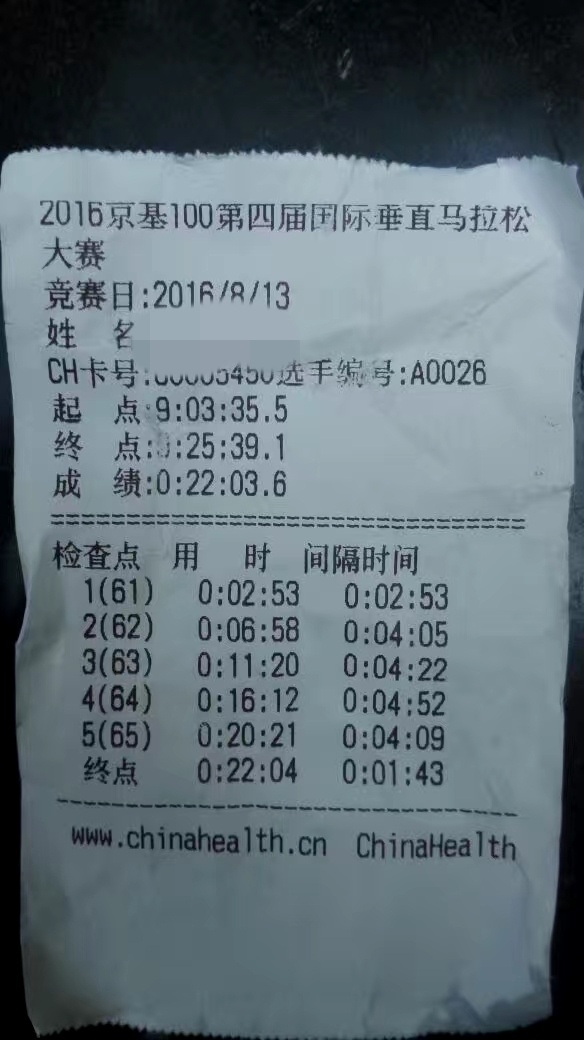 2016京基100第四届国际垂直马拉松
大赛
竞赛日:2016/8/13
姓 名
CH卡号: 选手编号:A0026
起 点:9:03:35.5
终 点: :25:39.1
成 绩:0:22:03.6
================================
检查点 用 时 间隔时间
1(61) 0:02:53 0:02:53
2(62) 0:06:58 0:04:05
3(63) 0:11:20 0:04:22
4(64) 0:16:12 0:04:52
5(65) 0:20:21 0:04:09
终点 0:22:04 0:01:43
--------------------------------
www.chinahealth.cn ChinaHealth